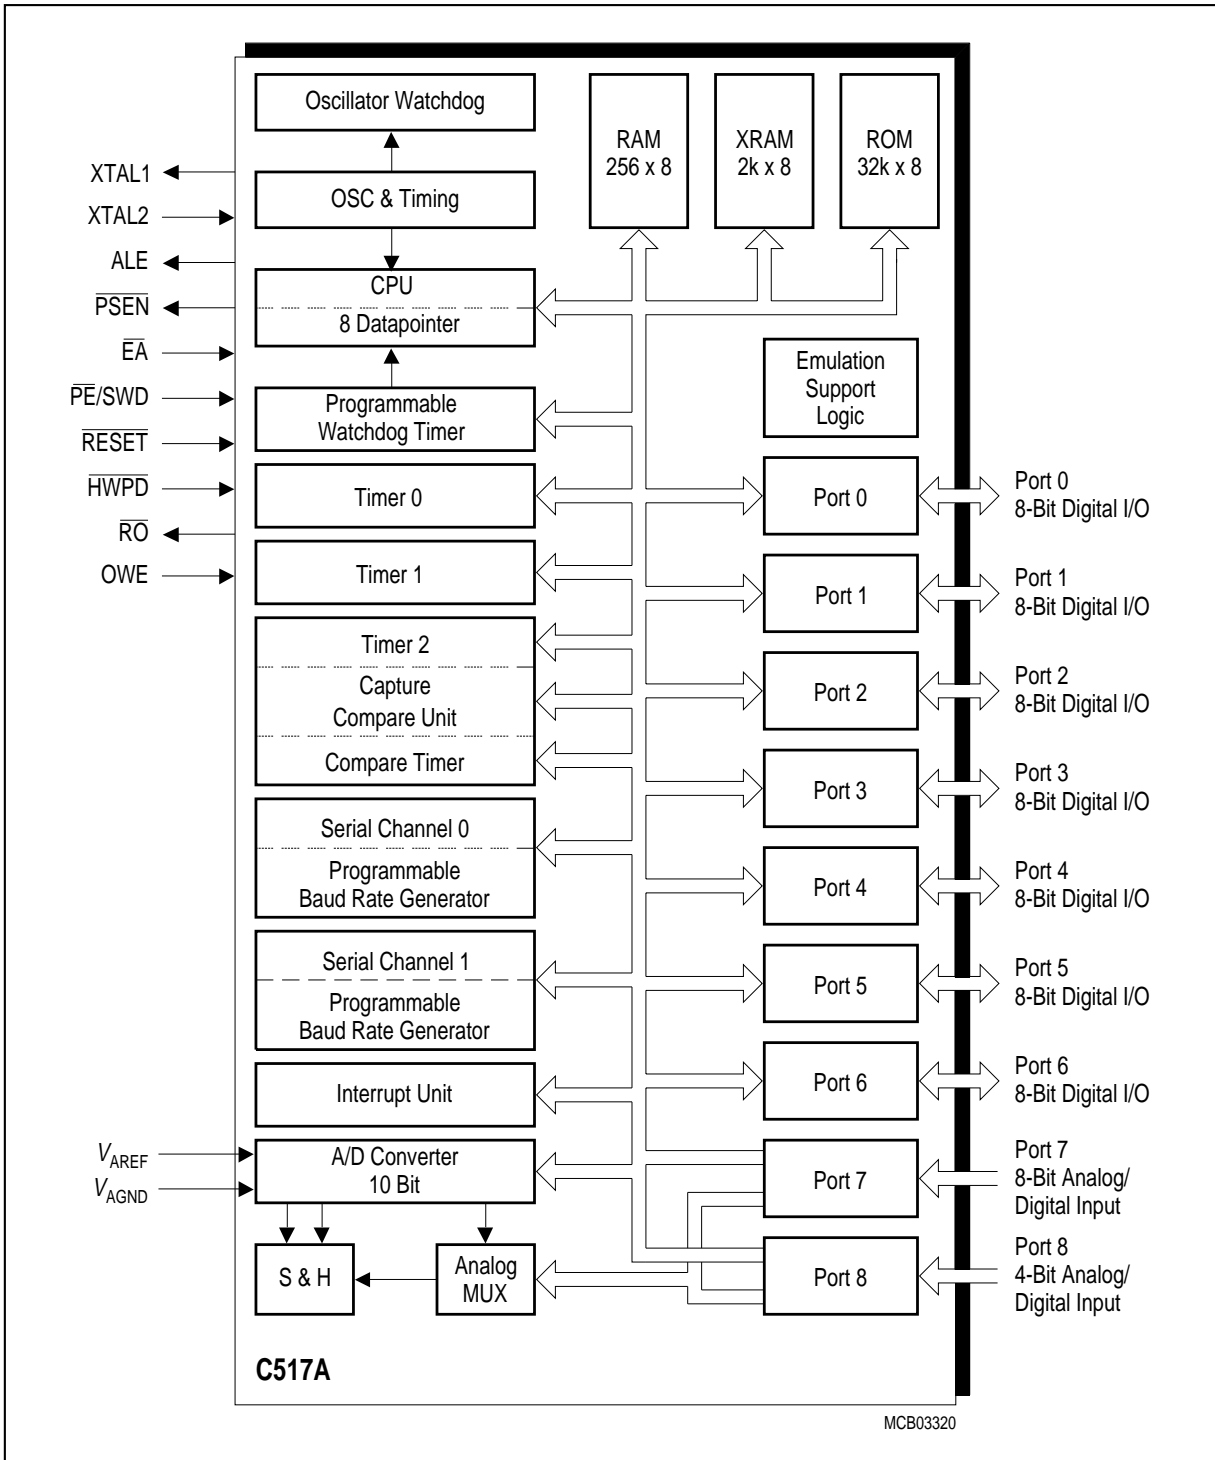 Oscillator Watchdog
RAM
256 x 8
XRAM
2k x 8
ROM
32k x 8
XTAL1
OSC & Timing
XTAL2
ALE
CPU
PSEN
8 Datapointer
EA
Emulation
Support
Logic
PE/SWD
Programmable
Watchdog Timer
RESET
HWPD
Timer 0
Port 0
Port 0
8-Bit Digital I/O
RO
OWE
Timer 1
Port 1
Port 1
8-Bit Digital I/O
Timer 2
Capture
Compare Unit
Compare Timer
Port 2
Port 2
8-Bit Digital I/O
Port 3
Port 3
8-Bit Digital I/O
Serial Channel 0
Programmable
Baud Rate Generator
Port 4
Port 4
8-Bit Digital I/O
Serial Channel 1
Programmable
Baud Rate Generator
Port 5
Port 5
8-Bit Digital I/O
Interrupt Unit
Port 6
Port 6
8-Bit Digital I/O
VAREF
VAGND
A/D Converter
10 Bit
Port 7
Port 7
8-Bit Analog/
Digital Input
S & H
Analog
MUX
Port 8
Port 8
4-Bit Analog/
Digital Input
C517A
MCB03320